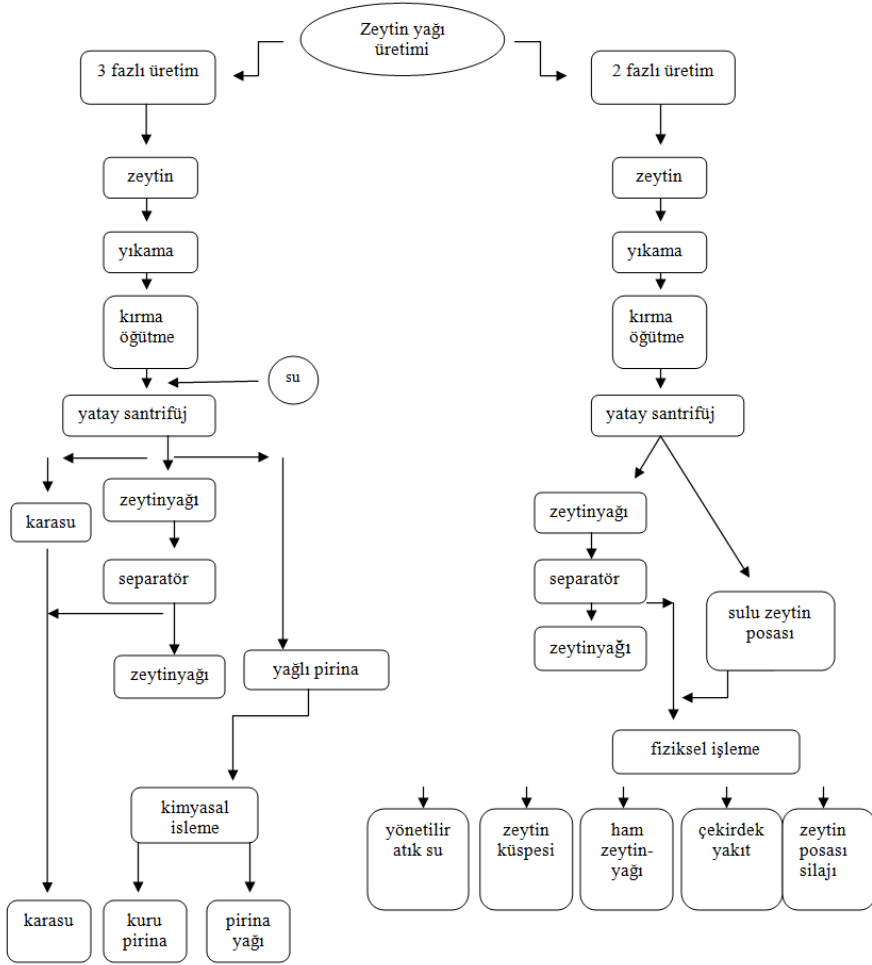 Zeytin yağı
üretimi
3 fazlı üretim
2 fazlı üretim
zeytin
zeytin
yıkama
yıkama
kırma
öğütme
kırma
öğütme
su
yatay santrifüj
yatay santrifüj
karasu
zeytinyağı
separatör
zeytinyağı
yağlı pirina
zeytinyağı
separatör
zeytinyağı
sulu zeytin
posası
fiziksel işleme
kimyasal
isleme
yönetilir
atık su
zeytin
küspesi
ham
zeytin-
yağı
çekirdek
yakıt
zeytin
posası
silajı
karasu
kuru
pirina
pirina
yağı